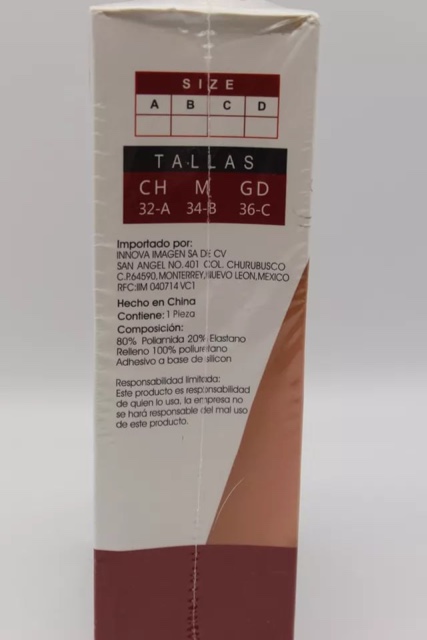 SIZE
A B C D
TALLAS
CH M GD
32-A 34-B 36-C
Importado por:
INNOVA IMAGEN SA DE CV
SAN ANGEL NO.401 COL. CHURUBUSCO
C.P.64590,MONTERREY,NUEVO LEON,MEXICO
RFC:IIM 040714 VC1
Hecho en China
Contiene: 1 Pieza
Composición:
80% Poliamida 20% Elastano
Relleno 100% poliuretano
Adhesivo a base de silicon
Responsabilidad limitada:
Este producto es responsabilidad
de quien lo usa, la empresa no
se hará responsable del mal uso
de este producto.